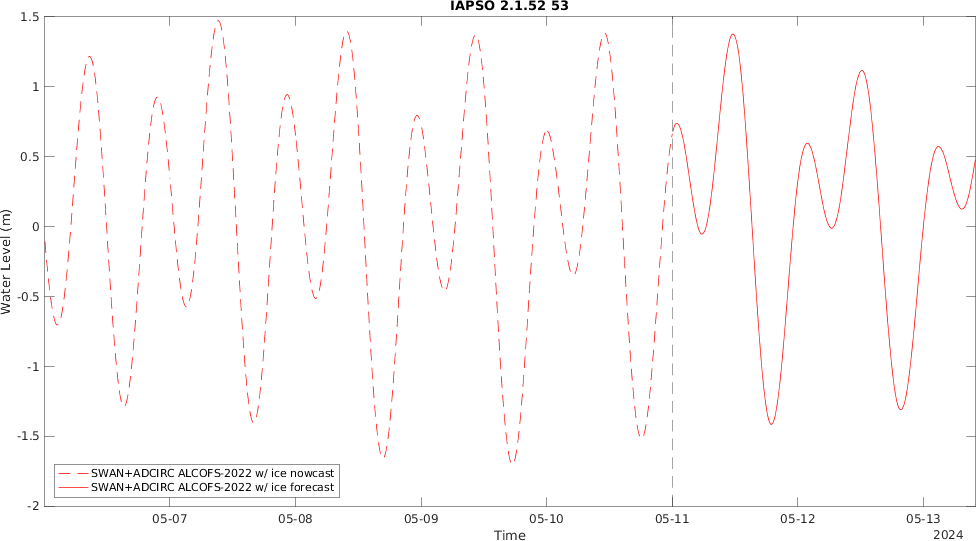 IAPSO 2.1.52 53
Water Level (m)
1.5
1
0.5
0
-0.5
-1
-1.5
-2
SWAN+ADCIRC ALCOFS-2022 w/ ice nowcast
SWAN+ADCIRC ALCOFS-2022 w/ ice forecast
05-07 05-08 05-09 05-10 05-11 05-12 05-13
Time
2024